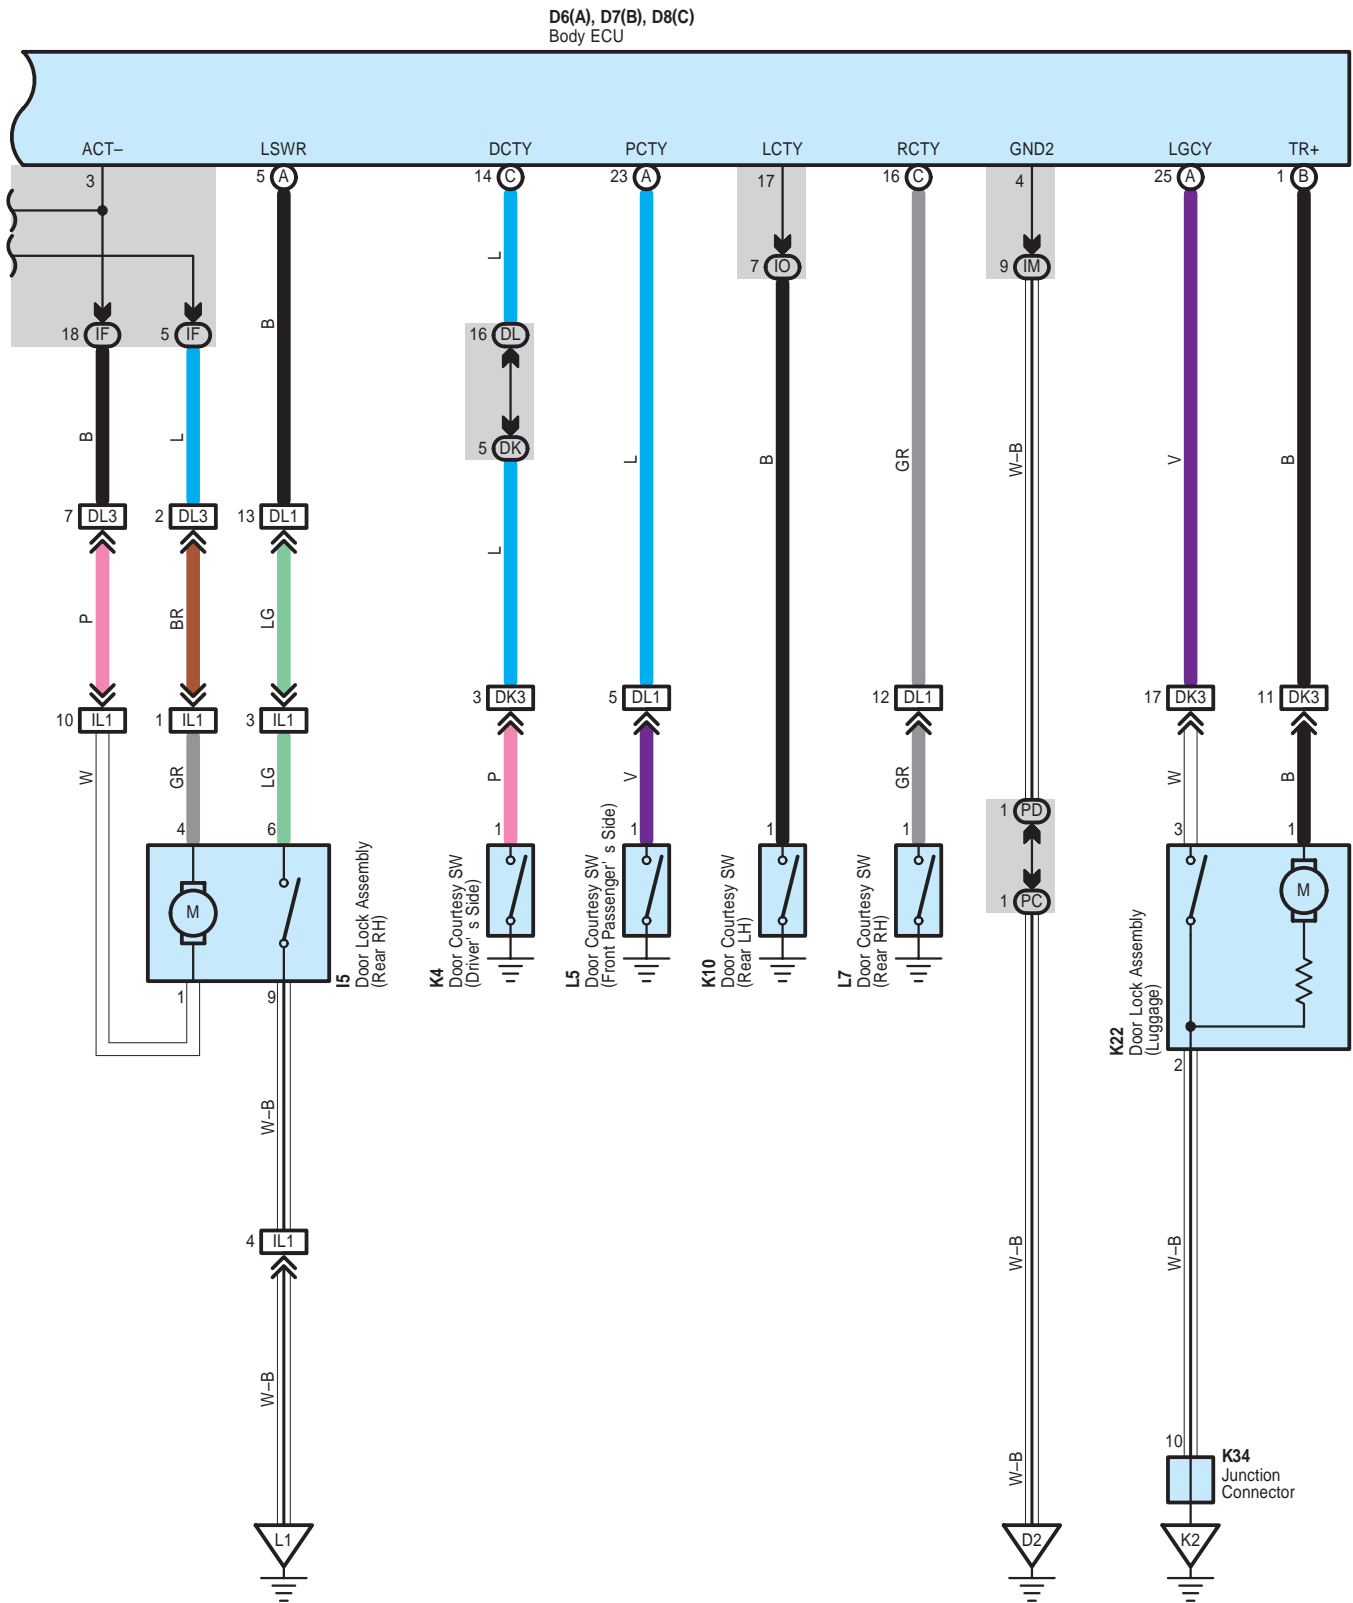 D6(A), D7(B), D8(C)
Body ECU
ACT– LSWR DCTY PCTY LCTY RCTY GND2 LGCY TR+
3 5 A 14 C 23 A 17 16 C 4 25 A 1 B
7 IO 9 IM
18 IF 5 IF 16 DL
5 DK
B L B L L B GR W–B V B
7 DL3 2 DL3 13 DL1
L
P BR LG
3 DK3 5 DL1 12 DL1 17 DK3 11 DK3
10 IL1 1 IL1 3 IL1
W GR LG P V GR W B
1 PD
4 6 1 1 1 1 3 1
M M
1 PC
I5
Door Lock Assembly
(Rear RH)
K4
Door Courtesy SW
(Driver' s Side)
L5
Door Courtesy SW
(Front Passenger' s Side)
K10
Door Courtesy SW
(Rear LH)
L7
Door Courtesy SW
(Rear RH)
K22
Door Lock Assembly
(Luggage)
1 9
2
W–B
4 IL1
W–B W–B
W–B
W–B
10
K34
Junction
Connector
L1 D2 K2